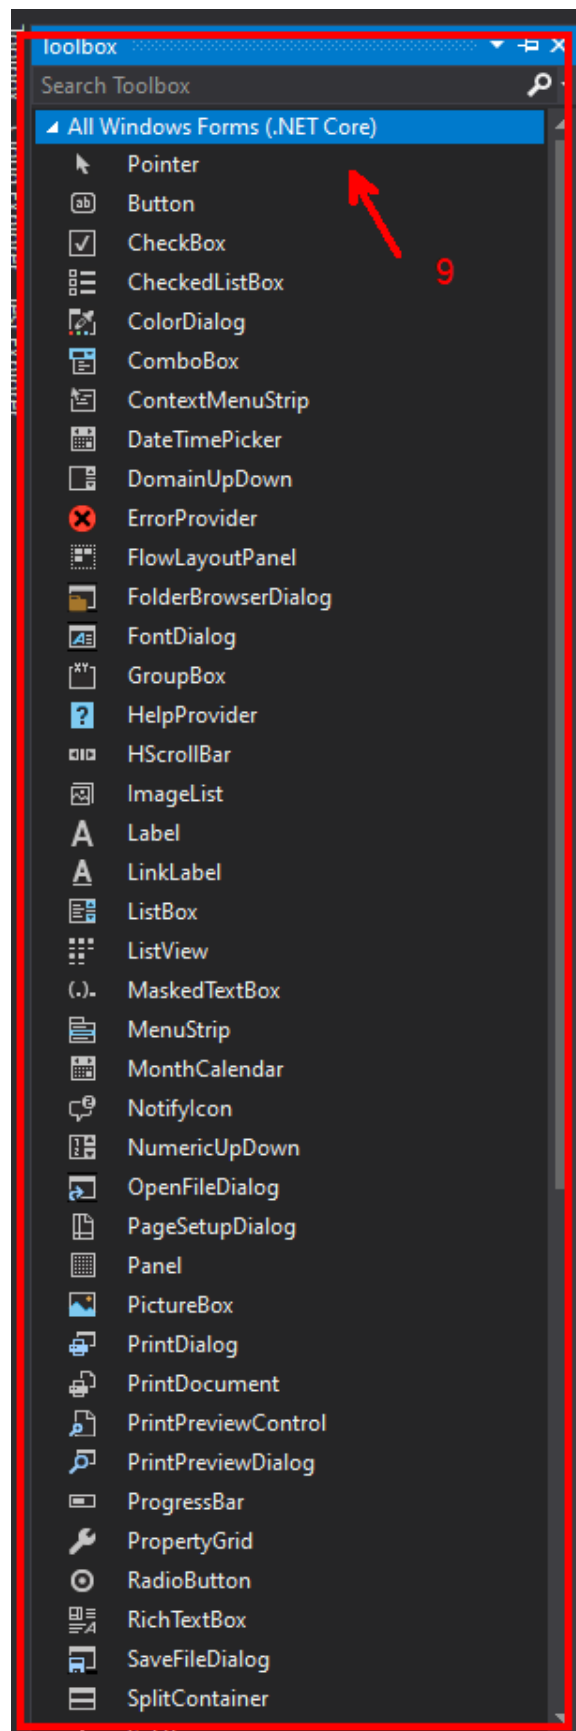 Toolbox
Search Toolbox
All Windows Forms (.NET Core)
Pointer
Button
CheckBox
9
CheckedListBox
ColorDialog
ComboBox
ContextMenuStrip
DateTimePicker
DomainUpDown
ErrorProvider
FlowLayoutPanel
FolderBrowserDialog
FontDialog
GroupBox
HelpProvider
HScrollBar
ImageList
Label
LinkLabel
ListBox
ListView
MaskedTextBox
MenuStrip
MonthCalendar
NotifyIcon
NumericUpDown
OpenFileDialog
PageSetupDialog
Panel
PictureBox
PrintDialog
PrintDocument
PrintPreviewControl
PrintPreviewDialog
ProgressBar
PropertyGrid
RadioButton
RichTextBox
SaveFileDialog
SplitContainer